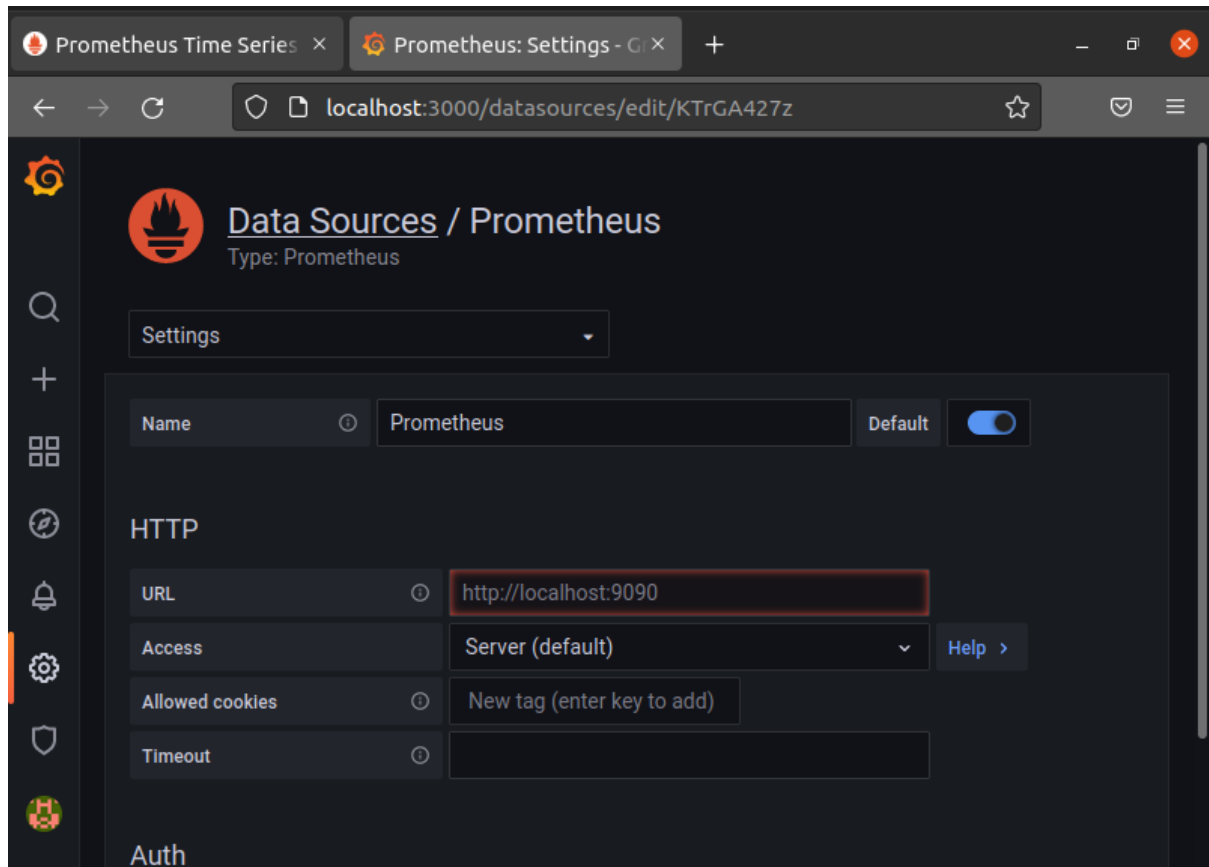 Prometheus Time Series
Prometheus: Settings - Gr
localhost:3000/datasources/edit/KTrGA427z
Data Sources / Prometheus
Type: Prometheus
Settings
Name Prometheus Default
HTTP
URL http://localhost:9090
Access Server (default) Help >
Allowed cookies New tag (enter key to add)
Timeout
Auth